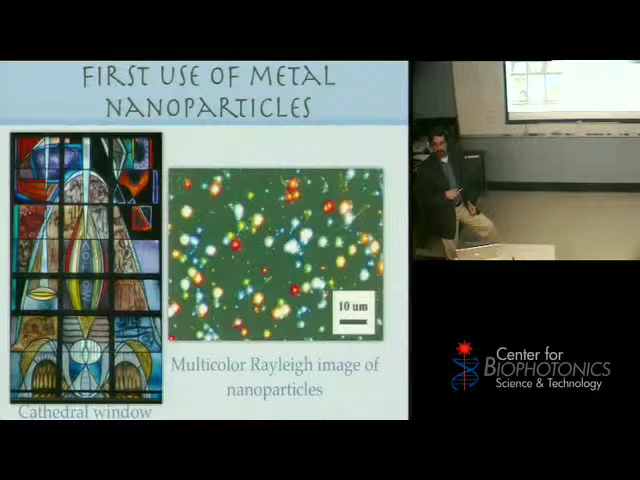 FIRST USE OF METAL
NANOPARTICLES
10 um
Multicolor Rayleigh image of
nanoparticles
Cathedral window
Center for
BIOPHOTONICS
Science & Technology